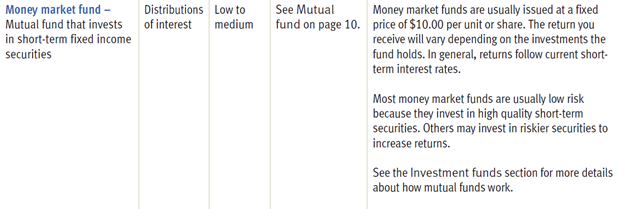 Money market fund –
Mutual fund that invests
in short-term fixed income
securities
Distributions
of interest
Low to
medium
See Mutual
fund on page 10.
Money market funds are usually issued at a fixed
price of $10.00 per unit or share. The return you
receive will vary depending on the investments the
fund holds. In general, returns follow current short-
term interest rates.
Most money market funds are usually low risk
because they invest in high quality short-term
securities. Others may invest in riskier securities to
increase returns.
See the Investment funds section for more details
about how mutual funds work.